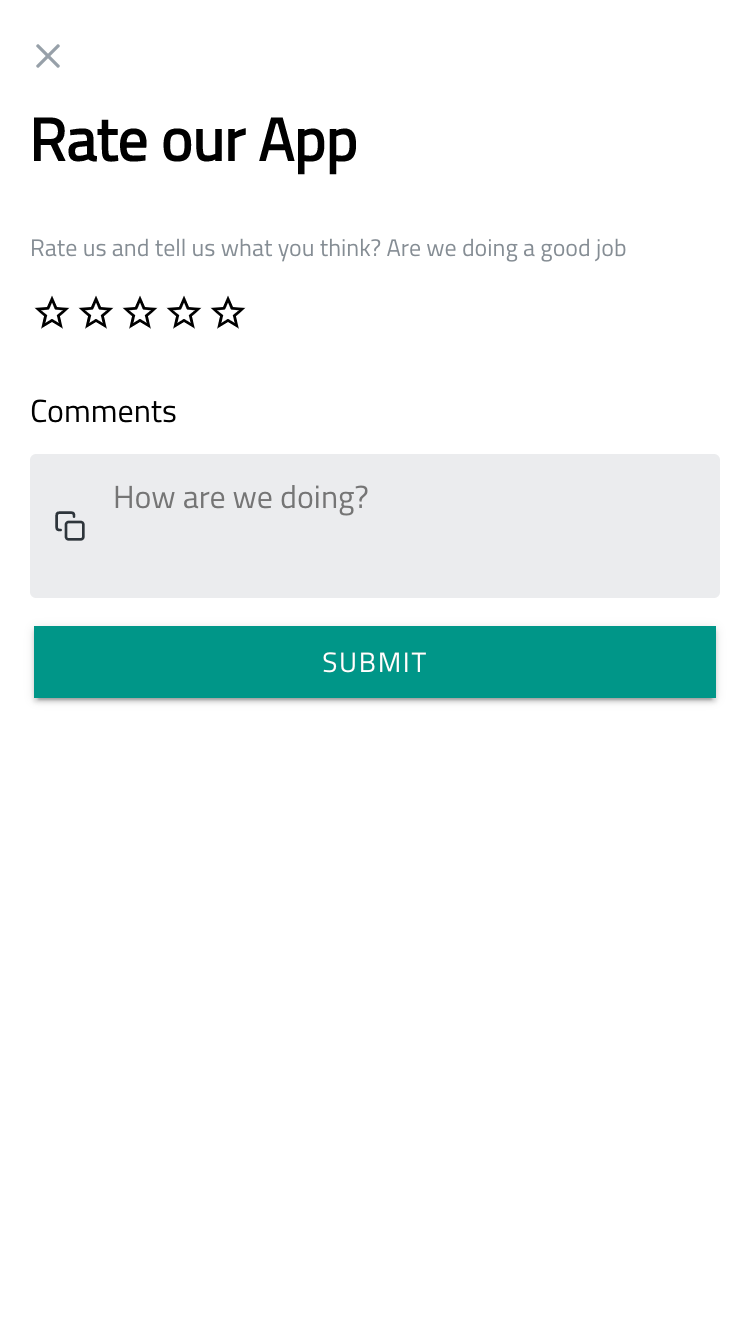 Rate our App
Rate us and tell us what you think? Are we doing a good job
Comments
How are we doing?
SUBMIT